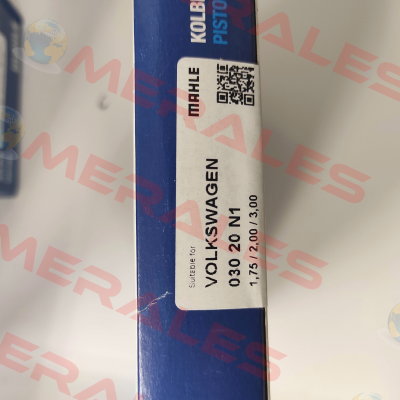 KOLB
PISTO
MAHLE
Suitable for
VOLKSWAGEN
030 20 N1
1,75 / 2,00 / 3,00
MERALES
MERALES
MERALES